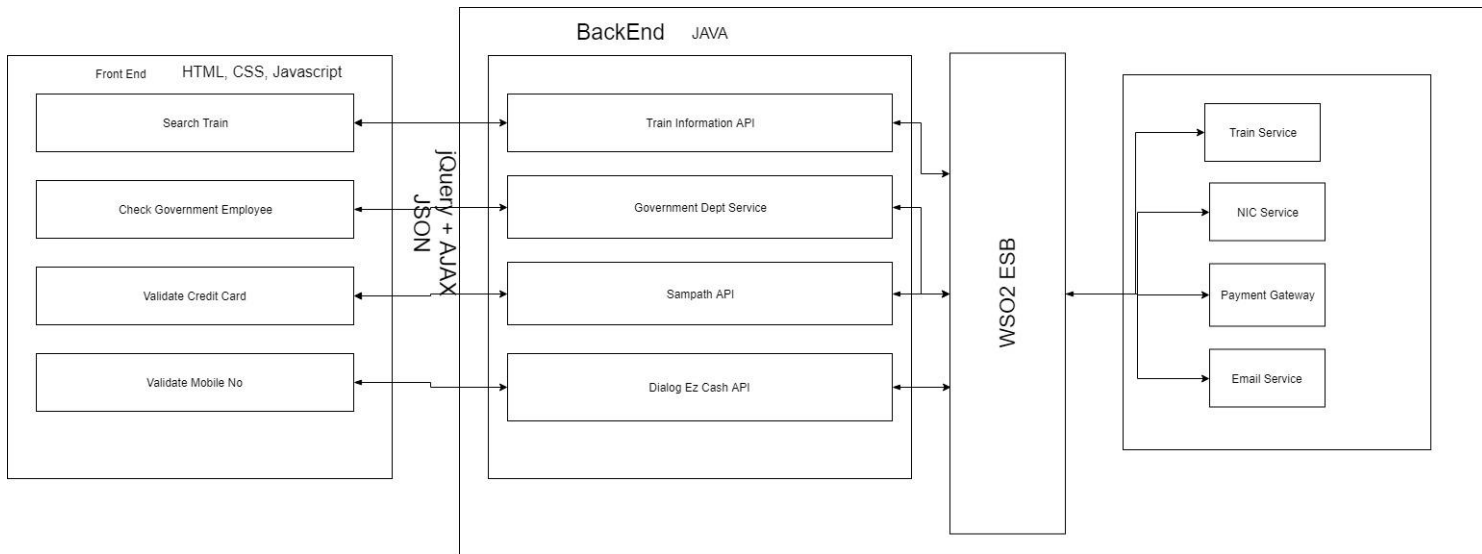 BackEnd JAVA
Front End HTML, CSS, Javascript
Search Train
Check Government Employee
Validate Credit Card
Validate Mobile No
jQuery + AJAX
JSON
Train Information API
Government Dept Service
Sampath API
Dialog Ez Cash API
WSO2 ESB
Train Service
NIC Service
Payment Gateway
Email Service